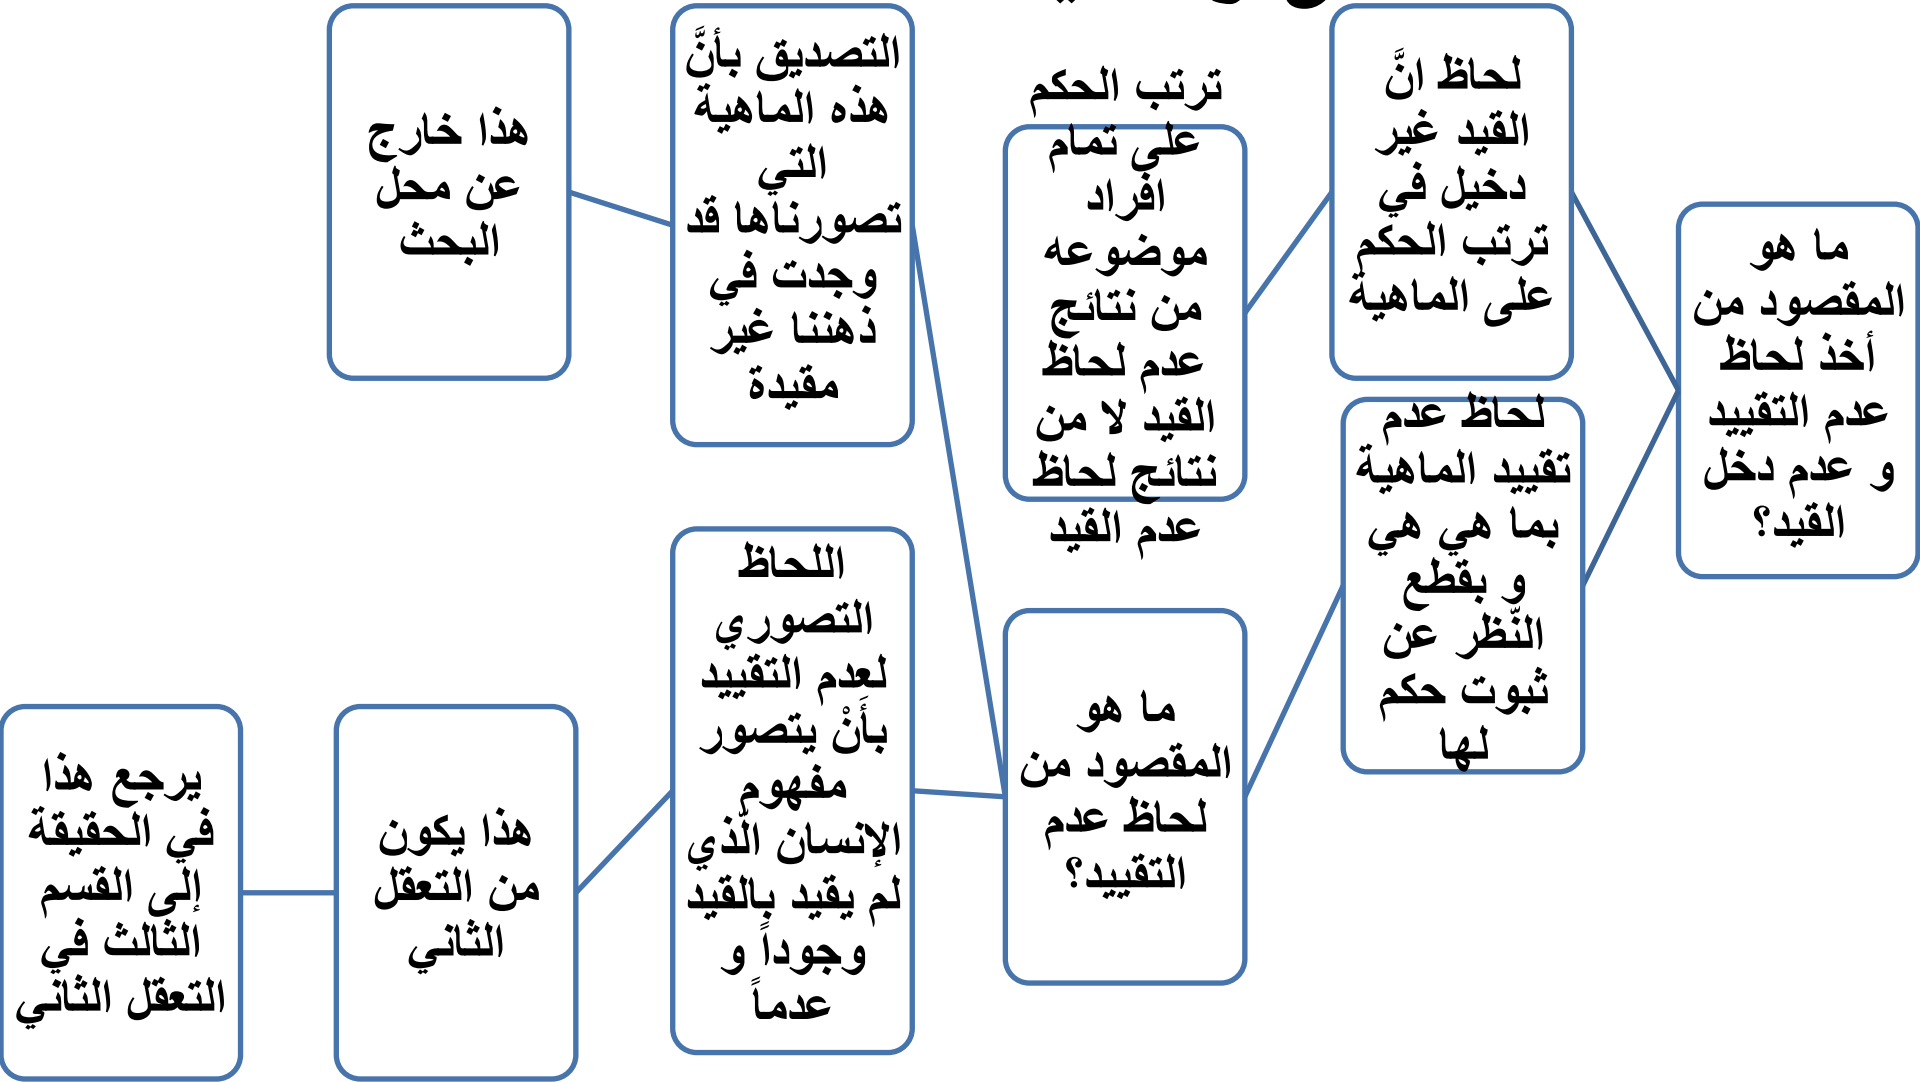 ما هو
المقصود من
أخذ لحاظ
عدم التقييد
و عدم دخل
القيد؟
لحاظ انَّ
القيد غير
دخيل في
ترتب الحكم
على الماهية
ترتب الحكم
على تمام
افراد
موضوعه
من نتائج
عدم لحاظ
القيد لا من
نتائج لحاظ
عدم القيد
لحاظ عدم
تقييد الماهية
بما هي هي
و بقطع
النّظر عن
ثبوت حكم
لها
ما هو
المقصود من
لحاظ عدم
التقييد؟
التصديق بأنَّ
هذه الماهية
التي
تصورناها قد
وجدت في
ذهننا غير
مقيدة
هذا خارج
عن محل
البحث
اللحاظ
التصوري
لعدم التقييد
بأَنْ يتصور
مفهوم
الإنسان الّذي
لم يقيد بالقيد
وجوداً و
عدماً
هذا يكون
من التعقل
الثاني
يرجع هذا
في الحقيقة
إلى القسم
الثالث في
التعقل الثاني